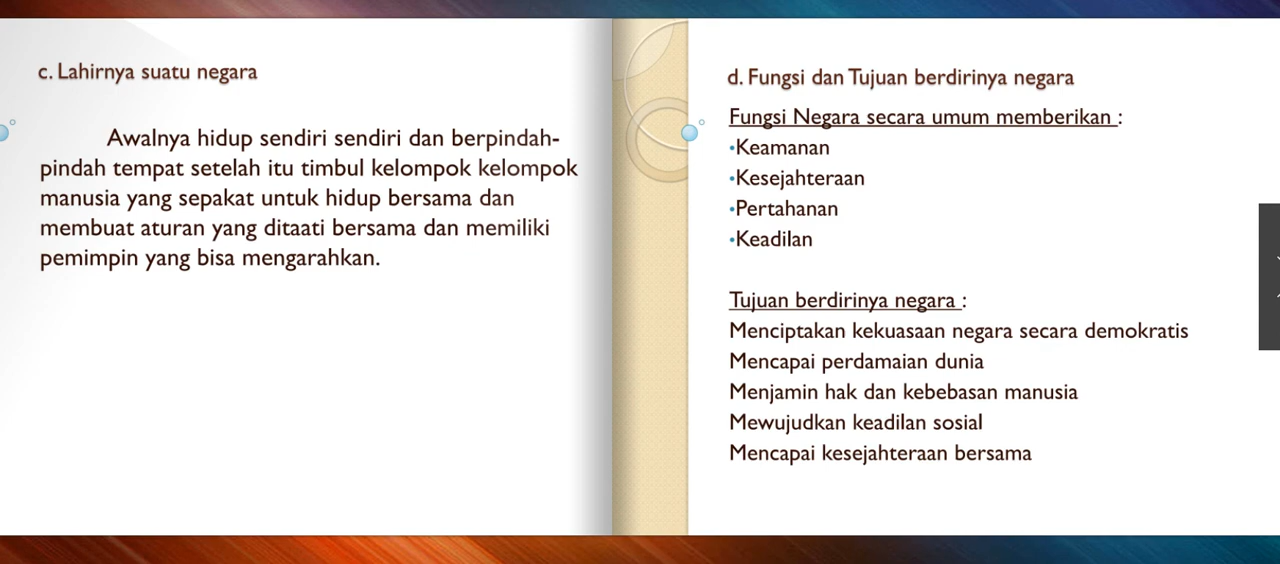 c. Lahirnya suatu negara
Awalnya hidup sendiri sendiri dan berpindah-
pindah tempat setelah itu timbul kelompok kelompok
manusia yang sepakat untuk hidup bersama dan
membuat aturan yang ditaati bersama dan memiliki
pemimpin yang bisa mengarahkan.
d. Fungsi dan Tujuan berdirinya negara
Fungsi Negara secara umum memberikan :
•Keamanan
•Kesejahteraan
•Pertahanan
•Keadilan
Tujuan berdirinya negara :
Menciptakan kekuasaan negara secara demokratis
Mencapai perdamaian dunia
Menjamin hak dan kebebasan manusia
Mewujudkan keadilan sosial
Mencapai kesejahteraan bersama